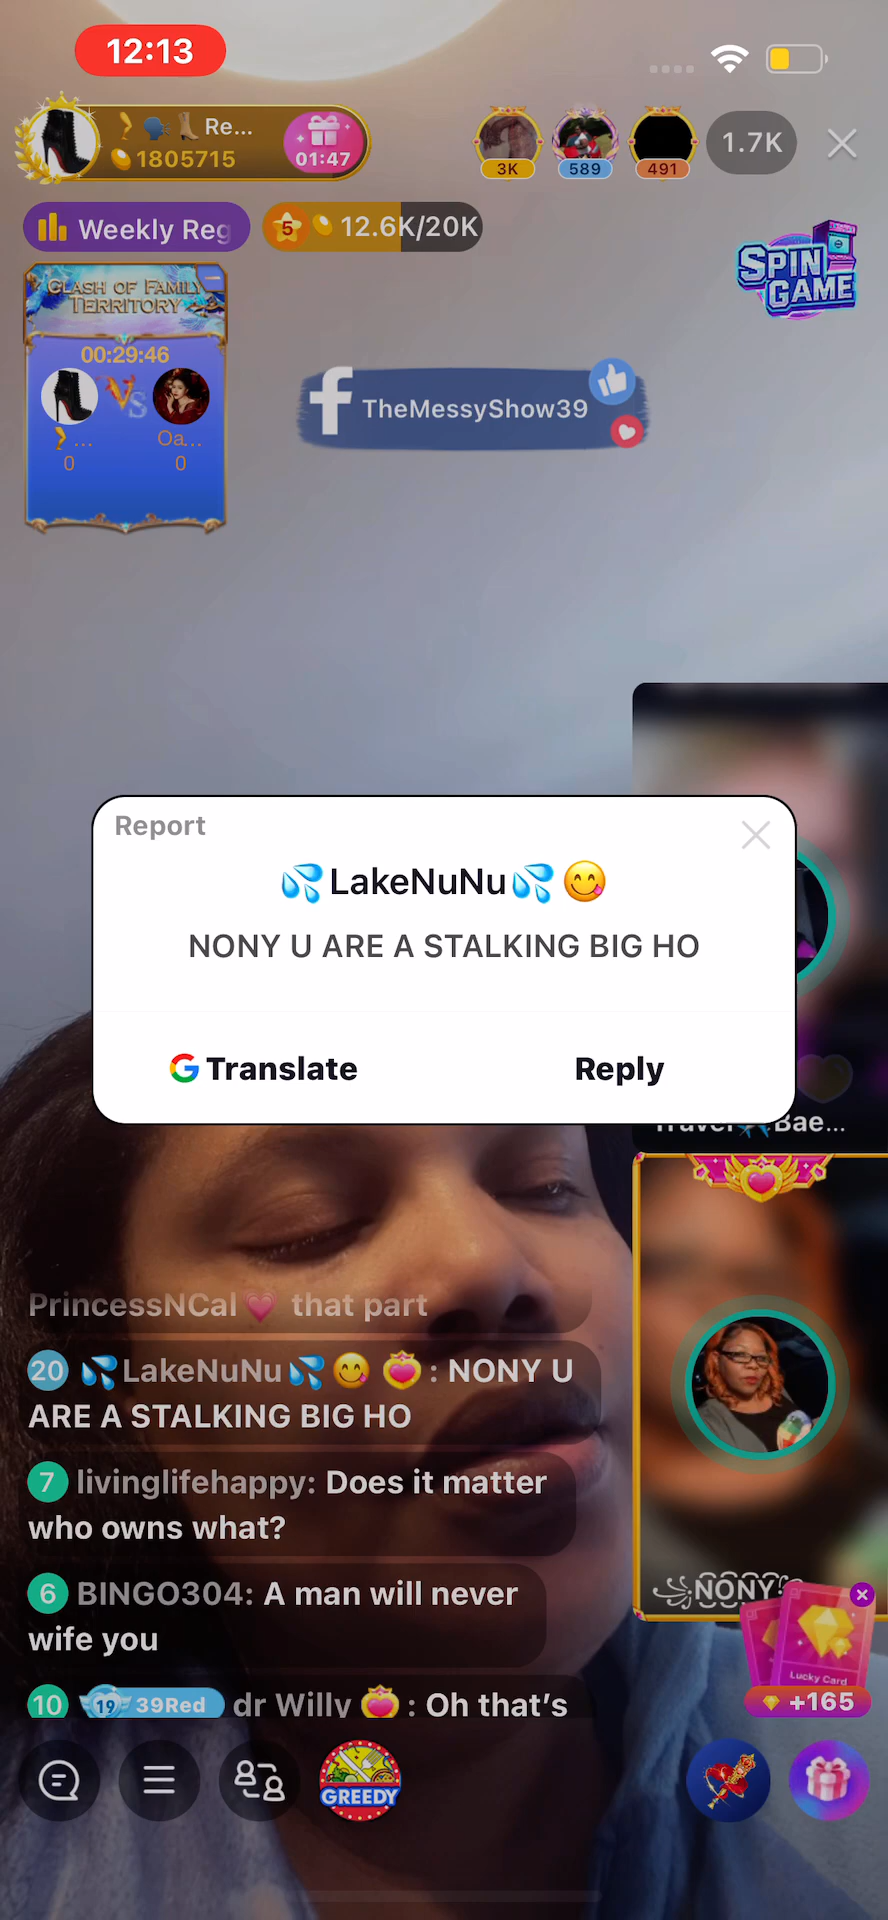 12:13
Re...
1805715
01:47
3K
589
491
1.7K
Weekly Reg
5
12.6K/20K
SPIN
GAME
CLASH OF FAMILY
TERRITORY
00:29:46
VS
...
Oa...
0
0
f TheMessyShow39
Report
💦LakeNuNu💦😋
NONY U ARE A STALKING BIG HO
G Translate
Reply
Travel✈️Bae...
PrincessNCal💗 that part
20 💦LakeNuNu💦😋 : NONY U
ARE A STALKING BIG HO
7 livinglifehappy: Does it matter
who owns what?
6 BINGO304: A man will never
wife you
10 19 39Red dr Willy : Oh that's
NONY
Lucky Card
+165
GREEDY